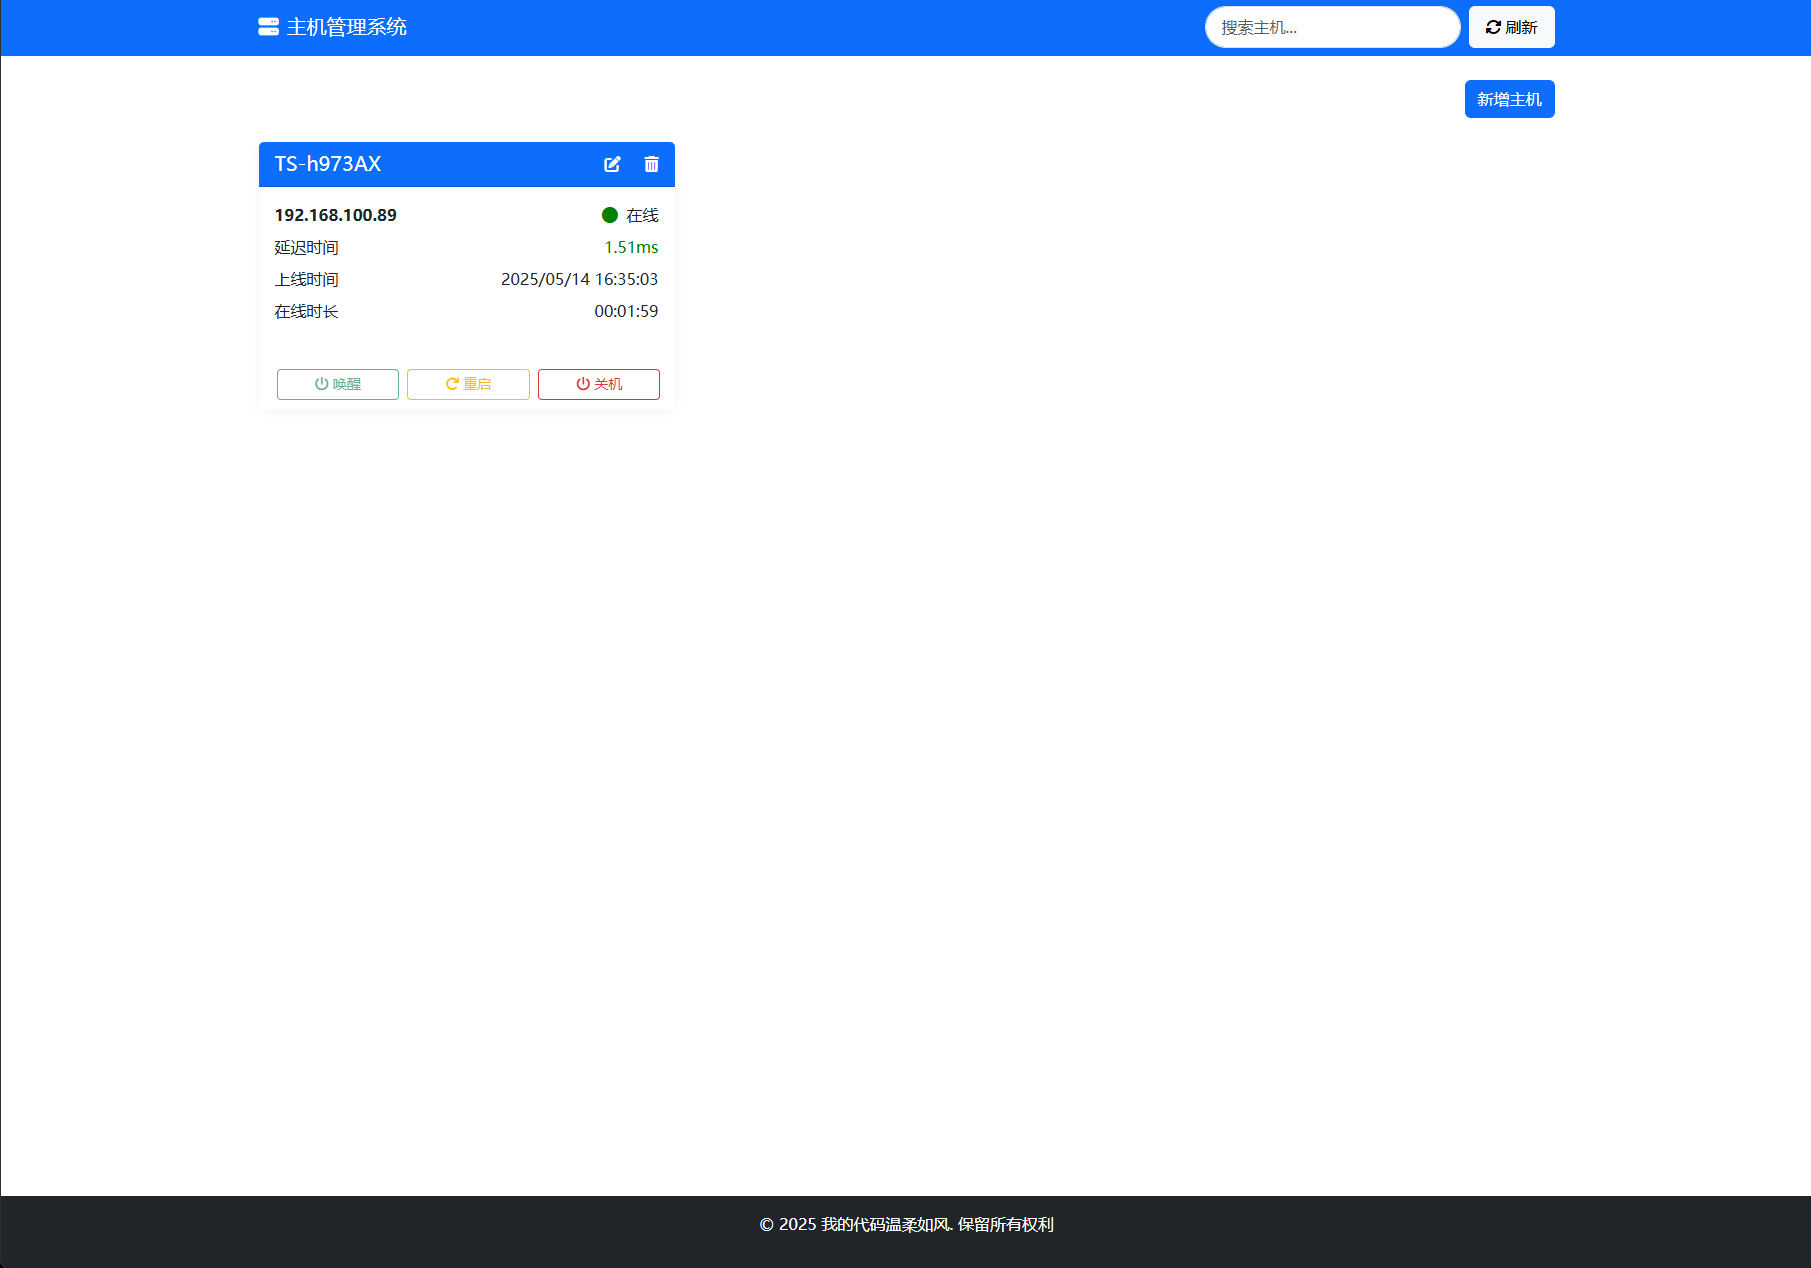 主机管理系统
搜索主机...
刷新
新增主机
TS-h973AX
192.168.100.89 在线
延迟时间 1.51ms
上线时间 2025/05/14 16:35:03
在线时长 00:01:59
唤醒 重启 关机
© 2025 我的代码温柔如风. 保留所有权利